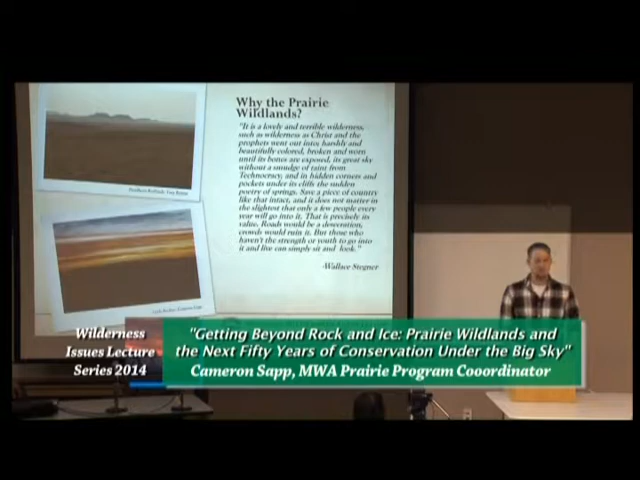 Why the Prairie
Wildlands?
"It is a lovely and terrible wilderness,
such as wilderness as Christ and the
prophets went out into; harshly and
beautifully colored, broken and worn
until its bones are exposed, its great sky
without a smudge of taint from
Technocracy, and in hidden corners and
pockets under its cliffs the sudden
poetry of springs. Save a piece of country
like that intact, and it does not matter in
the slightest that only a few people every
year will go into it. That is precisely its
value. Roads would be a desecration,
crowds would ruin it. But those who
haven't the strength or youth to go into
it and live can simply sit and look."
-Wallace Stegner
Wilderness
Issues Lecture
Series 2014
"Getting Beyond Rock and Ice: Prairie Wildlands and
the Next Fifty Years of Conservation Under the Big Sky"
Cameron Sapp, MWA Prairie Program Cooordinator